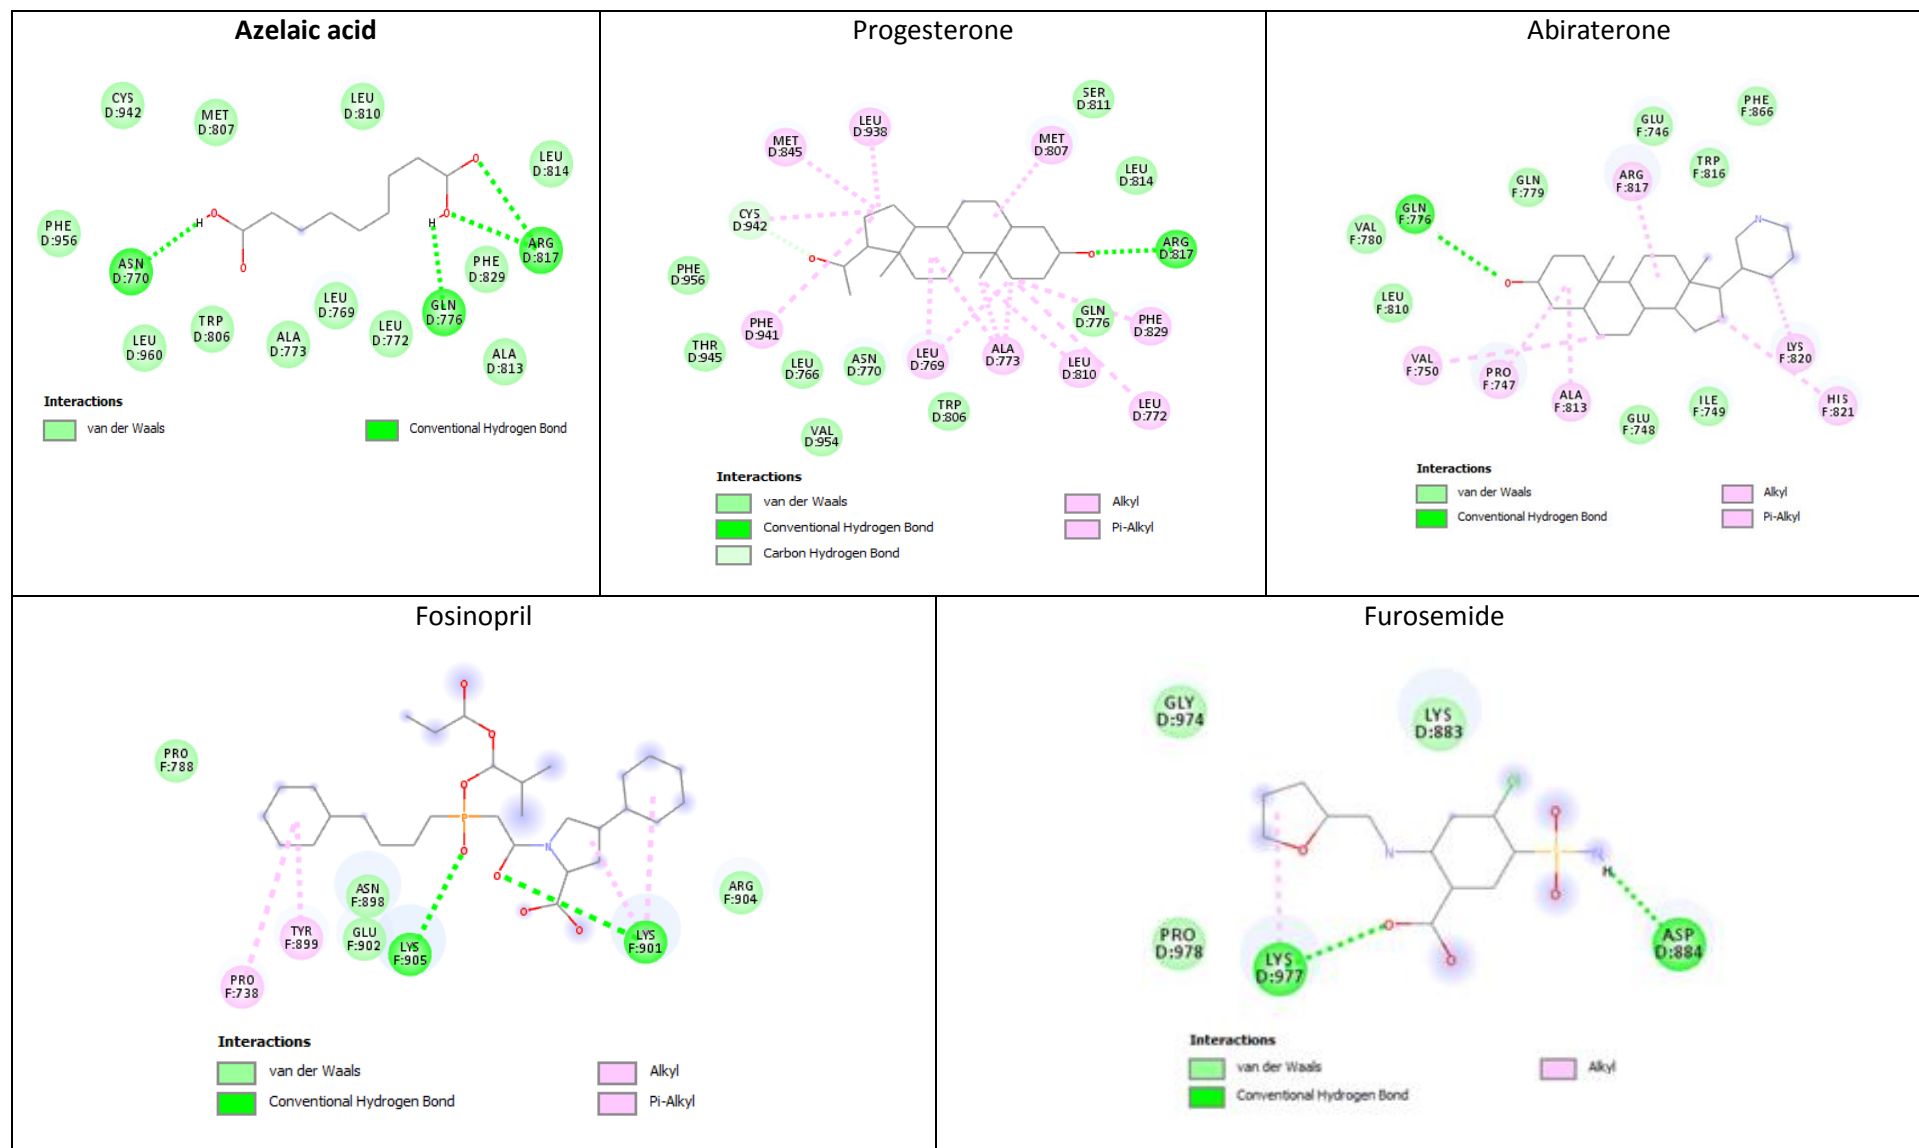 Azelaic acid
CYS
D:942
MET
D:807
LEU
D:810
LEU
D:814
O
H
O
O
H
O
PHE
D:956
ASN
D:770
ARG
D:817
PHE
D:829
LEU
D:769
GLN
D:776
LEU
D:960
TRP
D:806
ALA
D:773
LEU
D:772
ALA
D:813
Interactions
van der Waals
Conventional Hydrogen Bond
Progesterone
SER
D:811
LEU
D:938
MET
D:845
MET
D:807
LEU
D:814
CYS
D:942
O
O
ARG
D:817
PHE
D:956
PHE
D:941
GLN
D:776
PHE
D:829
THR
D:945
LEU
D:766
ASN
D:770
LEU
D:769
ALA
D:773
LEU
D:810
TRP
D:806
LEU
D:772
VAL
D:954
Interactions
van der Waals
Conventional Hydrogen Bond
Carbon Hydrogen Bond
Alkyl
Pi-Alkyl
Abiraterone
PHE
F:866
GLU
F:746
TRP
F:816
ARG
F:817
GLN
F:779
GLN
F:776
VAL
F:780
N
O
LEU
F:810
VAL
F:750
PRO
F:747
ALA
F:813
LYS
F:820
HIS
F:821
ILE
F:749
GLU
F:748
Interactions
van der Waals
Conventional Hydrogen Bond
Alkyl
Pi-Alkyl
Fosinopril
O
O
PRO
F:788
O
P
O
N
O
O
O
ASN
F:898
ARG
F:904
TYR
F:899
GLU
F:902
LYS
F:905
LYS
F:901
PRO
F:738
Interactions
van der Waals
Conventional Hydrogen Bond
Alkyl
Pi-Alkyl
Furosemide
GLY
D:974
LYS
D:883
Cl
O
O
N
N
H
O
O
O
PRO
D:978
LYS
D:977
ASP
D:884
Interactions
van der Waals
Conventional Hydrogen Bond
Alkyl